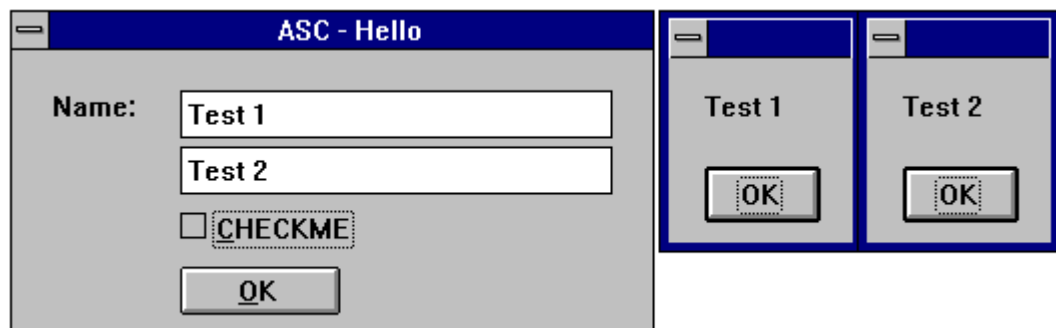 ASC - Hello
Name:
Test 1
Test 2
CHECKME
OK
Test 1
OK
Test 2
OK